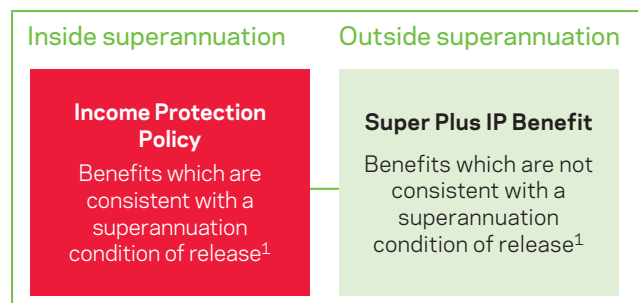 Inside superannuation
Outside superannuation
Income Protection
Policy
Benefits which are
consistent with a
superannuation
condition of release1
Super Plus IP Benefit
Benefits which are not
consistent with a
superannuation
condition of release1